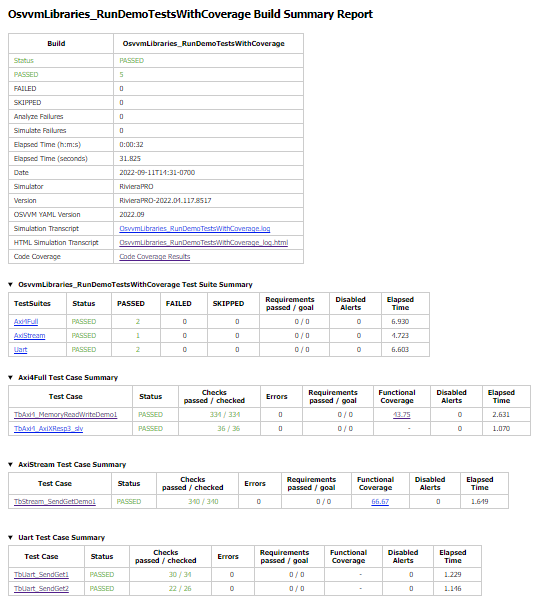 OsvvmLibraries_RunDemoTestsWithCoverage Build Summary Report
Build OsvvmLibraries_RunDemoTestsWithCoverage
Status PASSED
PASSED 5
FAILED 0
SKIPPED 0
Analyze Failures 0
Simulate Failures 0
Elapsed Time (h:m:s) 0:00:32
Elapsed Time (seconds) 31.825
Date 2022-09-11T14:31-0700
Simulator RivieraPRO
Version RivieraPRO-2022.04.117.8517
OSVVM YAML Version 2022.09
Simulation Transcript OsvvmLibraries_RunDemoTestsWithCoverage.log
HTML Simulation Transcript OsvvmLibraries_RunDemoTestsWithCoverage_log.html
Code Coverage Code Coverage Results
▼ OsvvmLibraries_RunDemoTestsWithCoverage Test Suite Summary
TestSuites Status PASSED FAILED SKIPPED Requirements passed / goal Disabled Alerts Elapsed Time
Axi4Full PASSED 2 0 0 0 / 0 0 6.930
AxiStream PASSED 1 0 0 0 / 0 0 4.723
Uart PASSED 2 0 0 0 / 0 0 6.603
▼ Axi4Full Test Case Summary
Test Case Status Checks passed / checked Errors Requirements passed / goal Functional Coverage Disabled Alerts Elapsed Time
TbAxi4_MemoryReadWriteDemo1 PASSED 334 / 334 0 0 / 0 43.75 0 2.631
TbAxi4_AxiXResp3_slv PASSED 36 / 36 0 0 / 0 - 0 1.070
▼ AxiStream Test Case Summary
Test Case Status Checks passed / checked Errors Requirements passed / goal Functional Coverage Disabled Alerts Elapsed Time
TbStream_SendGetDemo1 PASSED 340 / 340 0 0 / 0 66.67 0 1.649
▼ Uart Test Case Summary
Test Case Status Checks passed / checked Errors Requirements passed / goal Functional Coverage Disabled Alerts Elapsed Time
TbUart_SendGet1 PASSED 30 / 34 0 0 / 0 - 0 1.229
TbUart_SendGet2 PASSED 22 / 26 0 0 / 0 - 0 1.146